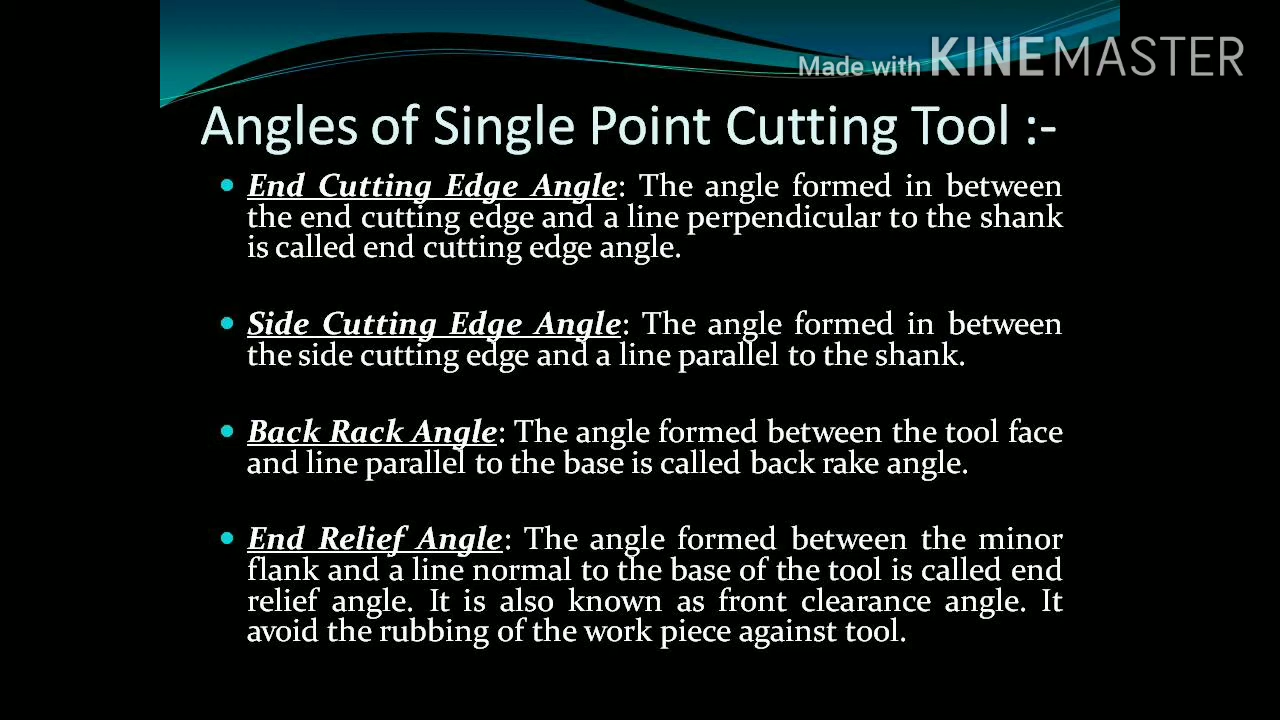 Made with KINEMASTER
Angles of Single Point Cutting Tool :-
• End Cutting Edge Angle: The angle formed in between
the end cutting edge and a line perpendicular to the shank
is called end cutting edge angle.
• Side Cutting Edge Angle: The angle formed in between
the side cutting edge and a line parallel to the shank.
• Back Rack Angle: The angle formed between the tool face
and line parallel to the base is called back rake angle.
• End Relief Angle: The angle formed between the minor
flank and a line normal to the base of the tool is called end
relief angle. It is also known as front clearance angle. It
avoid the rubbing of the work piece against tool.